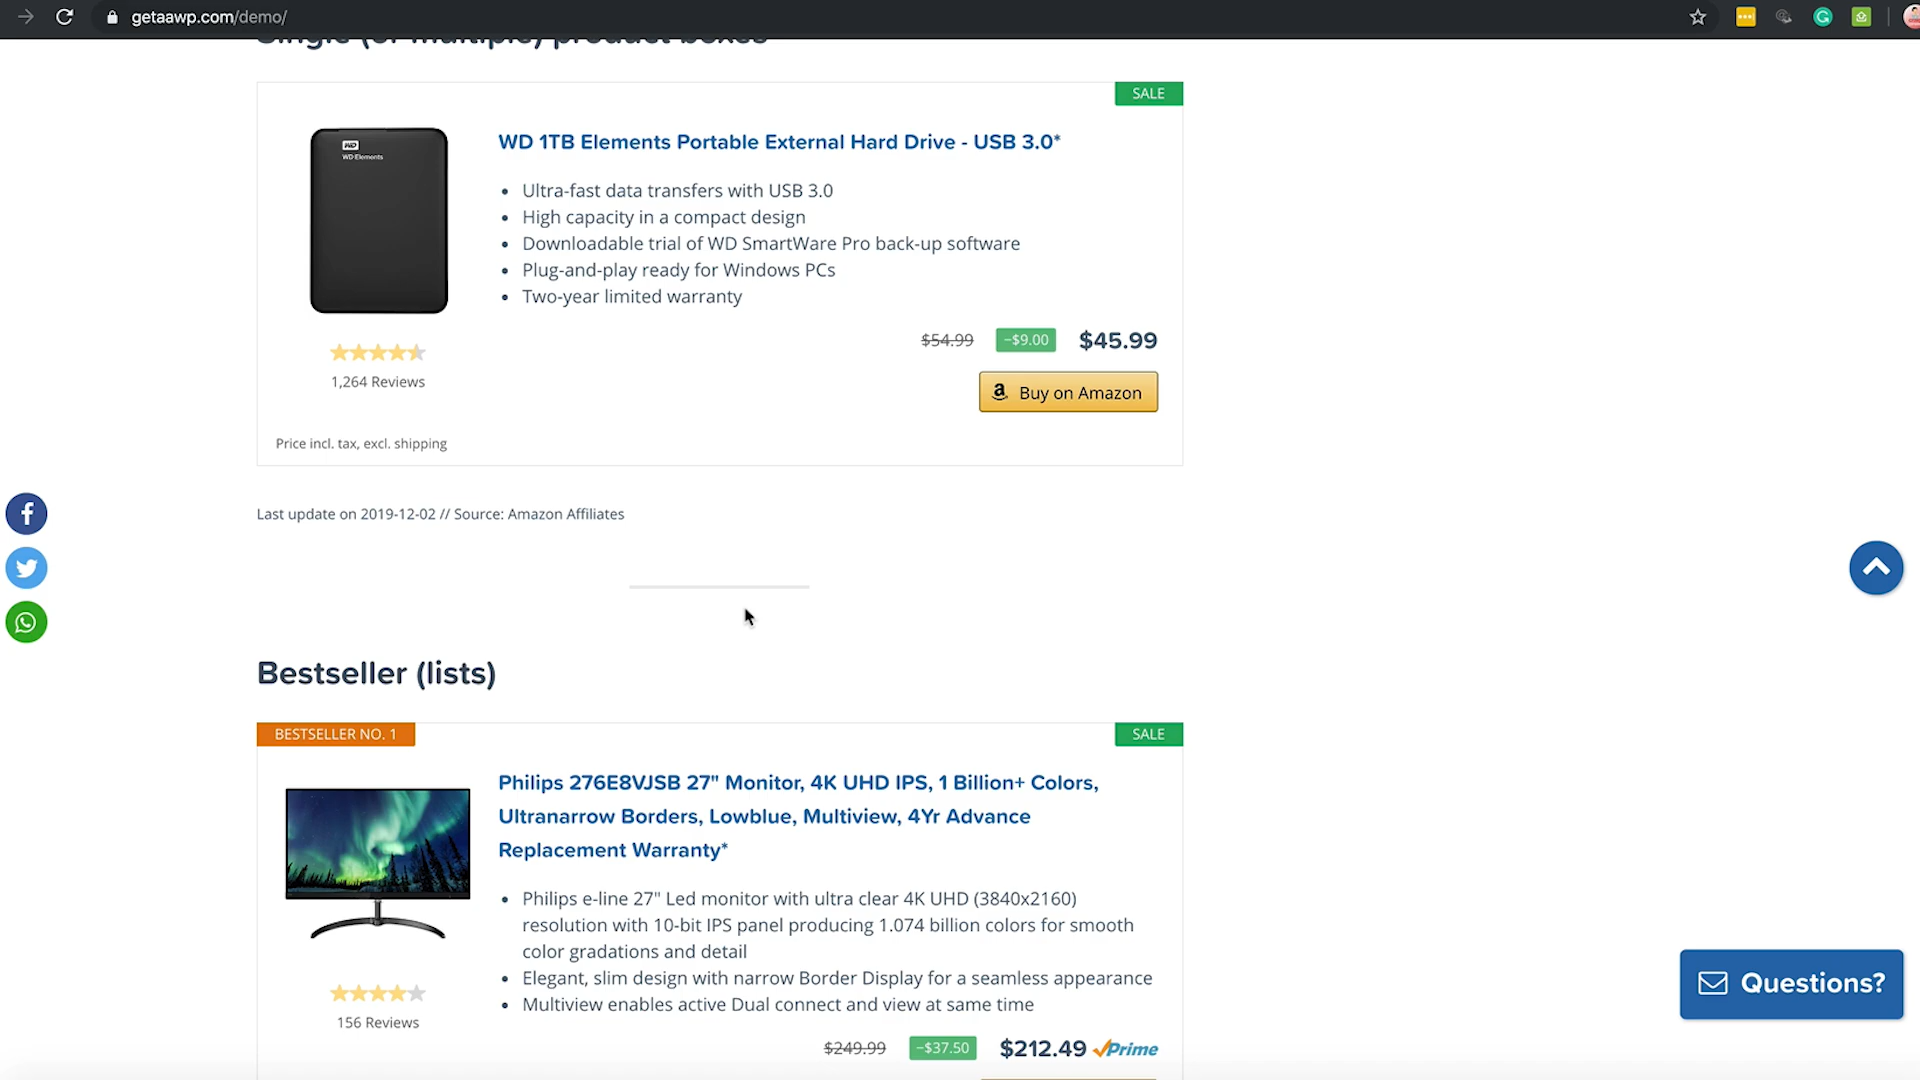 getaawp.com/demo/
Single (or multiple) product boxes
SALE
WD
WD Elements
WD 1TB Elements Portable External Hard Drive - USB 3.0*
• Ultra-fast data transfers with USB 3.0
• High capacity in a compact design
• Downloadable trial of WD SmartWare Pro back-up software
• Plug-and-play ready for Windows PCs
• Two-year limited warranty
$54.99 −$9.00 $45.99
1,264 Reviews
a Buy on Amazon
Price incl. tax, excl. shipping
Last update on 2019-12-02 // Source: Amazon Affiliates
Bestseller (lists)
BESTSELLER NO. 1
SALE
Philips 276E8VJSB 27" Monitor, 4K UHD IPS, 1 Billion+ Colors,
Ultranarrow Borders, Lowblue, Multiview, 4Yr Advance
Replacement Warranty*
• Philips e-line 27" Led monitor with ultra clear 4K UHD (3840x2160)
resolution with 10-bit IPS panel producing 1.074 billion colors for smooth
color gradations and detail
• Elegant, slim design with narrow Border Display for a seamless appearance
• Multiview enables active Dual connect and view at same time
156 Reviews
$249.99 −$37.50 $212.49 Prime
Questions?